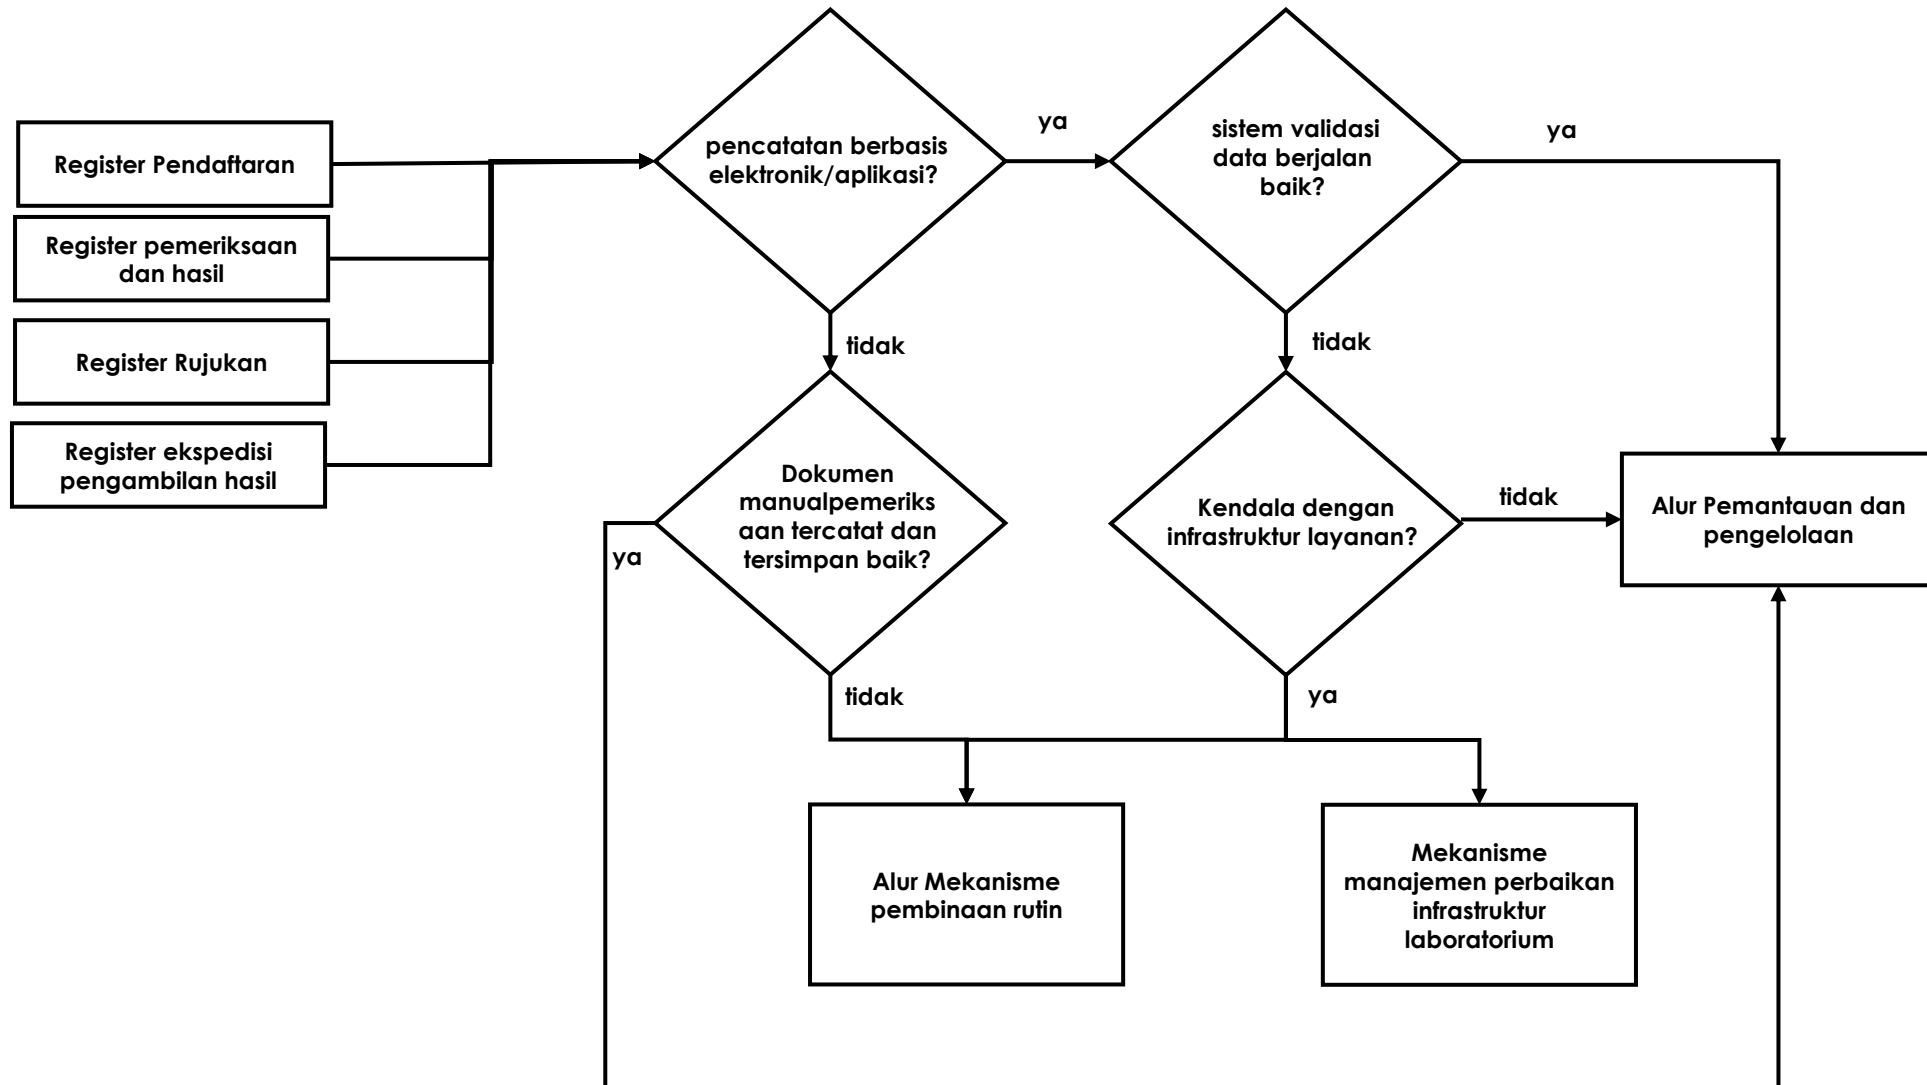 Register Pendaftaran
Register pemeriksaan
dan hasil
Register Rujukan
Register ekspedisi
pengambilan hasil
pencatatan berbasis
elektronik/aplikasi?
ya
sistem validasi
data berjalan
baik?
ya
tidak
tidak
Dokumen
manualpemeriks
aan tercatat dan
tersimpan baik?
ya
Kendala dengan
infrastruktur layanan?
tidak
Alur Pemantauan dan
pengelolaan
tidak
ya
Alur Mekanisme
pembinaan rutin
Mekanisme
manajemen perbaikan
infrastruktur
laboratorium